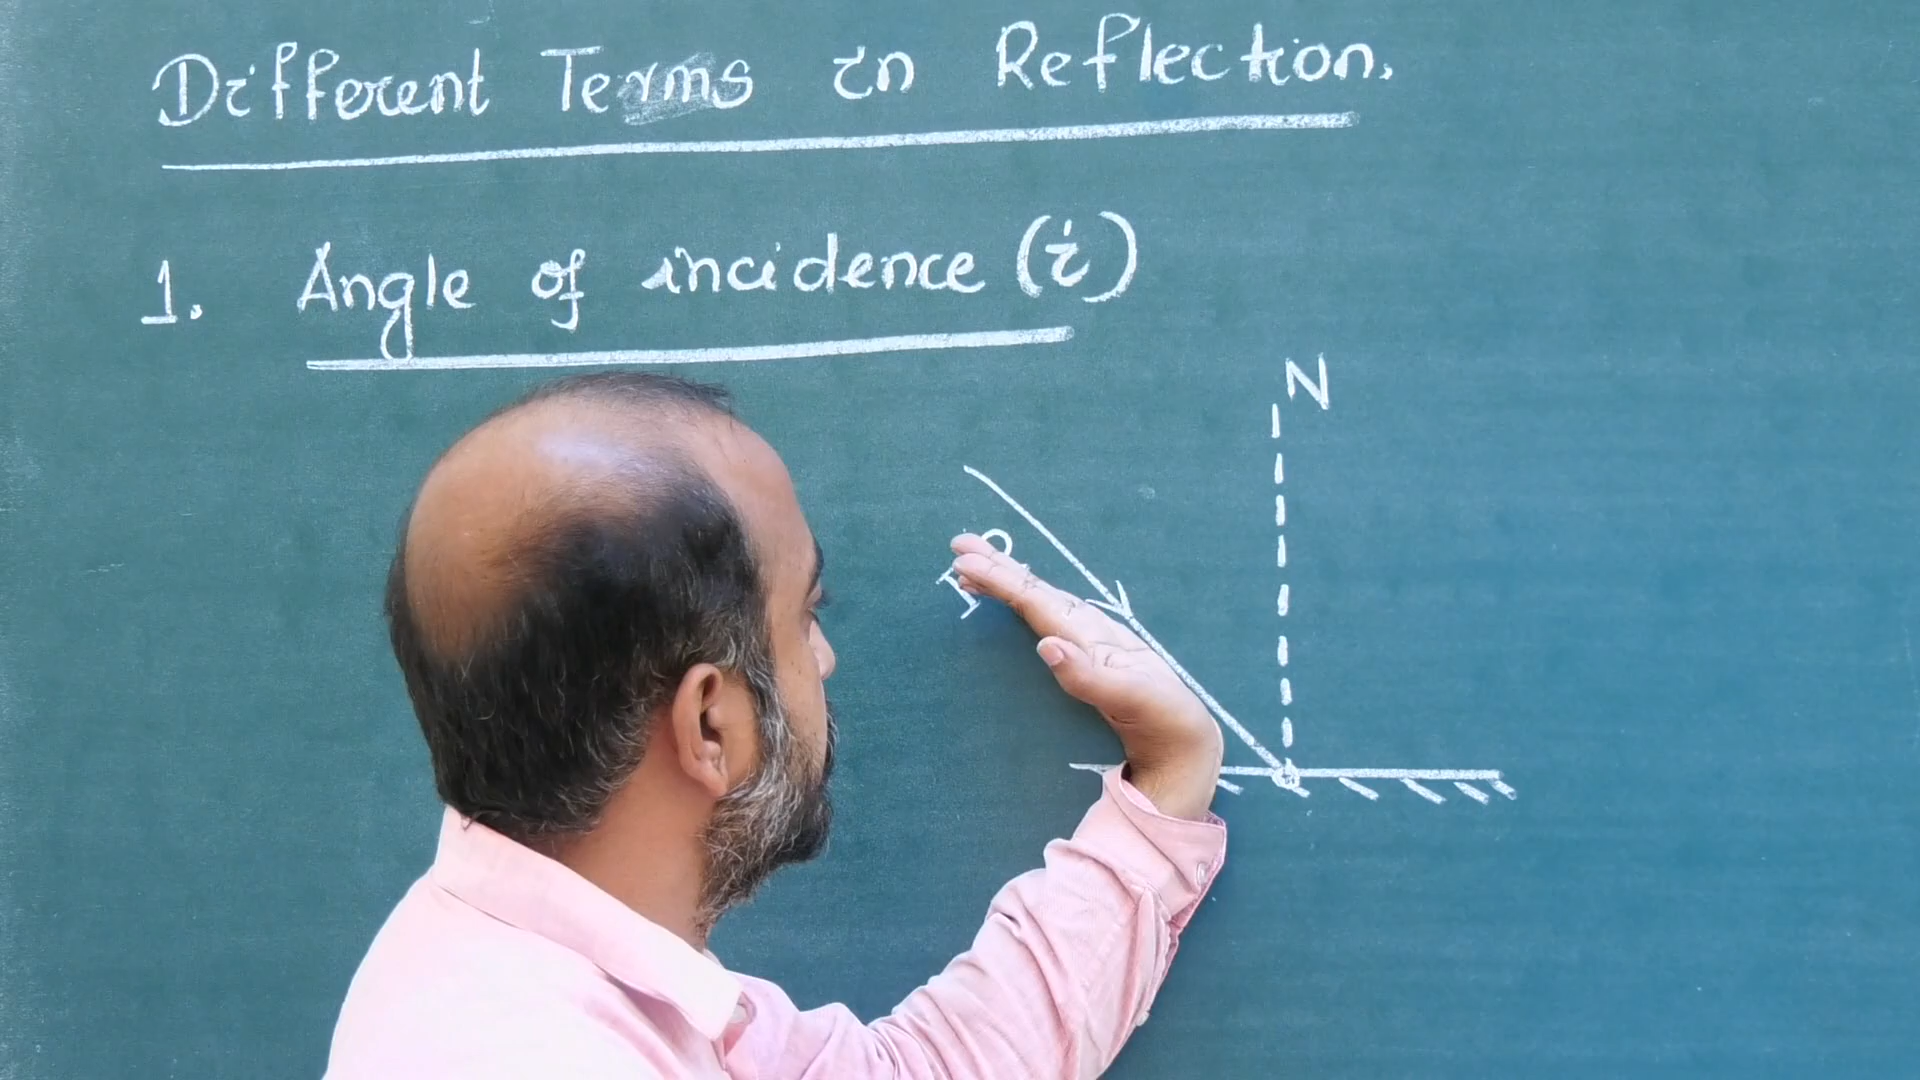 Different Terms in Reflection.
1. Angle of incidence (i)
N